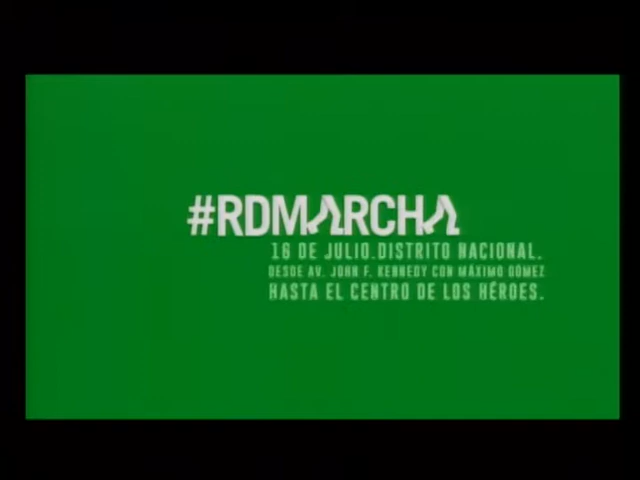 #RDMARCHA
16 DE JULIO.DISTRITO NACIONAL.
DESDE AV. JOHN F. KENNEDY CON MÁXIMO GÓMEZ
HASTA EL CENTRO DE LOS HÉROES.